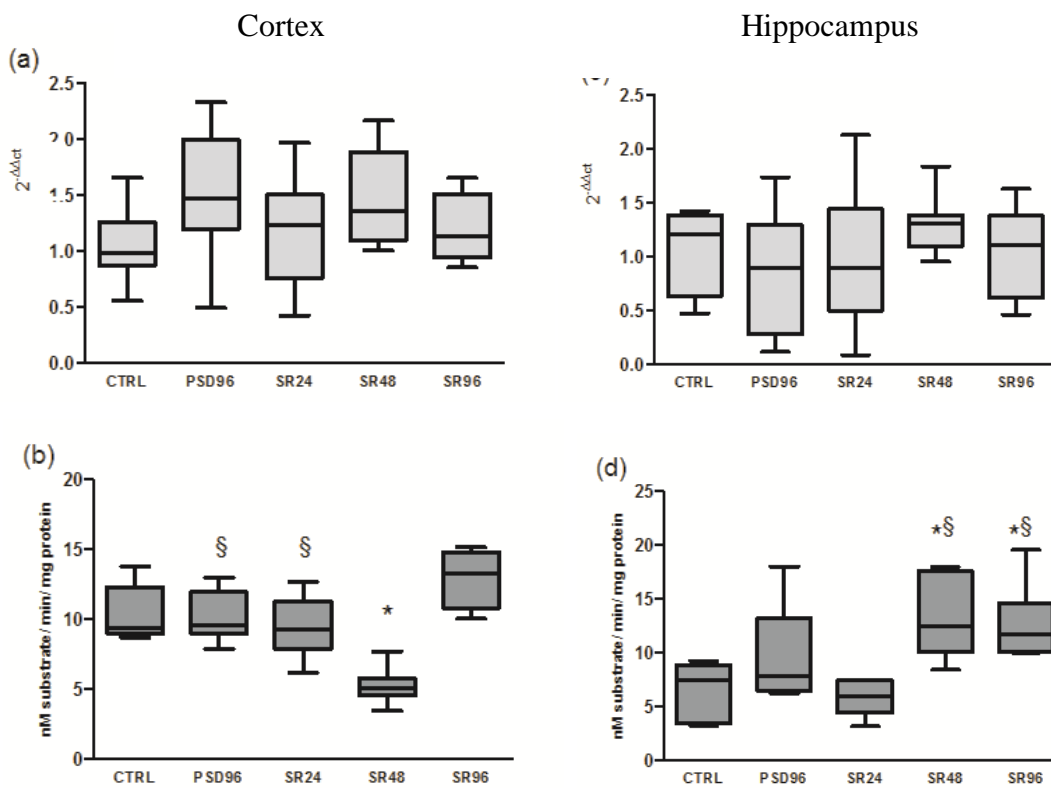 Cortex
Hippocampus
(a)
2.5
2.0
1.5
1.0
0.5
0.0
2-ΔΔct
CTRL PSD96 SR24 SR48 SR96
2.5
2.0
1.5
1.0
0.5
0.0
2-ΔΔct
CTRL PSD96 SR24 SR48 SR96
(b)
20
15
10
5
0
nM substrate/ min/ mg protein
§ § *
CTRL PSD96 SR24 SR48 SR96
(d)
25
20
15
10
5
0
nM substrate/ min/ mg protein
*§ *§
CTRL PSD96 SR24 SR48 SR96